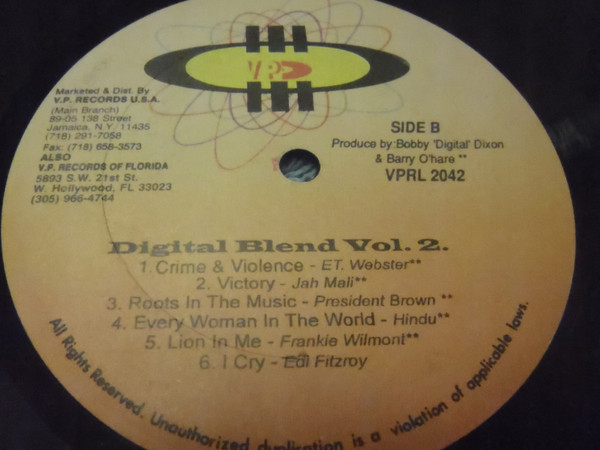 VP
Marketed & Dist. By
V.P. RECORDS U.S.A.
(Main Branch)
89-05 138 Street
Jamaica, N.Y./11435
(718) 291-7058
Fax: (718) 658-3573
ALSO
V.P. RECORDS OF FLORIDA
5893 S.W. 21st St.
W. Hollywood, FL 33023
(305) 966-4744
SIDE B
Produce by: Bobby 'Digital' Dixon
& Barry O'hare **
VPRL 2042
Digital Blend Vol. 2.
1. Crime & Violence - ET. Webster**
2. Victory - Jah Mali**
3. Roots In The Music - President Brown **
4. Every Woman In The World - Hindu**
5. Lion In Me - Frankie Wilmont**
6. I Cry - Edi Fitzroy
All Rights Reserved. Unauthorized duplication is a violation of applicable laws.